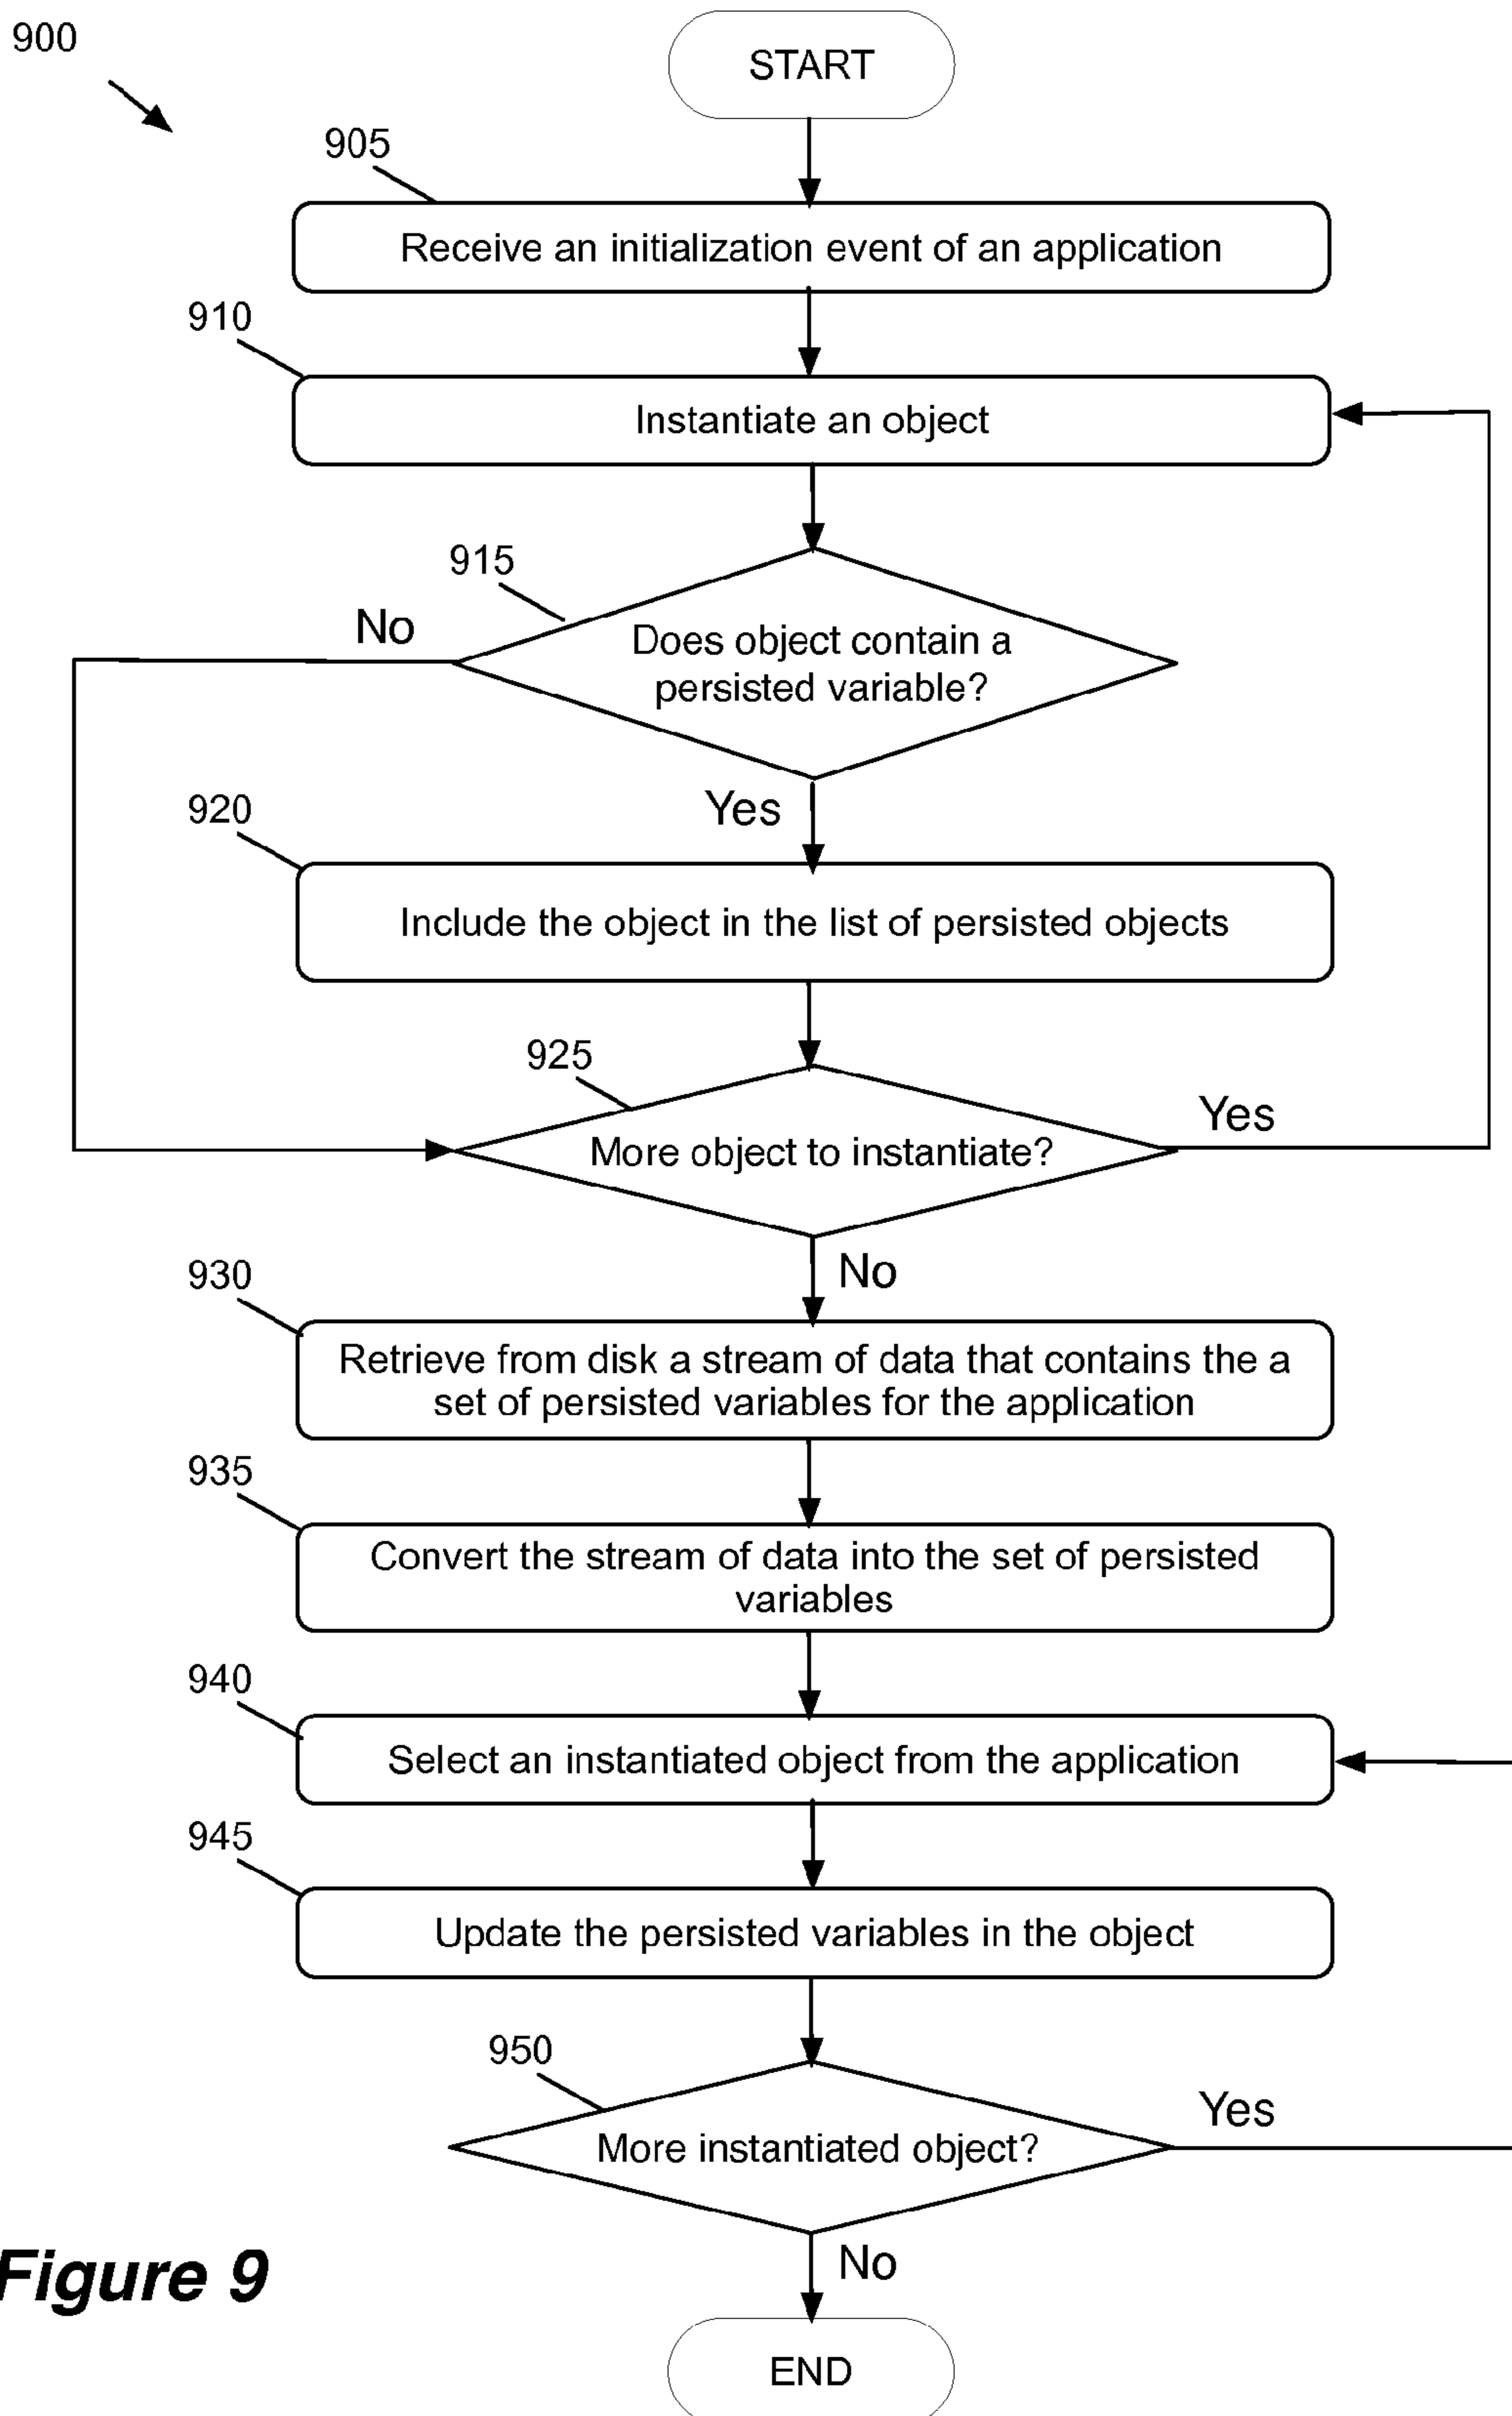 900
START
905
Receive an initialization event of an application
910
Instantiate an object
915
No
Does object contain a
persisted variable?
Yes
920
Include the object in the list of persisted objects
925
Yes
More object to instantiate?
No
930
Retrieve from disk a stream of data that contains the a
set of persisted variables for the application
935
Convert the stream of data into the set of persisted
variables
940
Select an instantiated object from the application
945
Update the persisted variables in the object
950
Yes
More instantiated object?
No
Figure 9
END